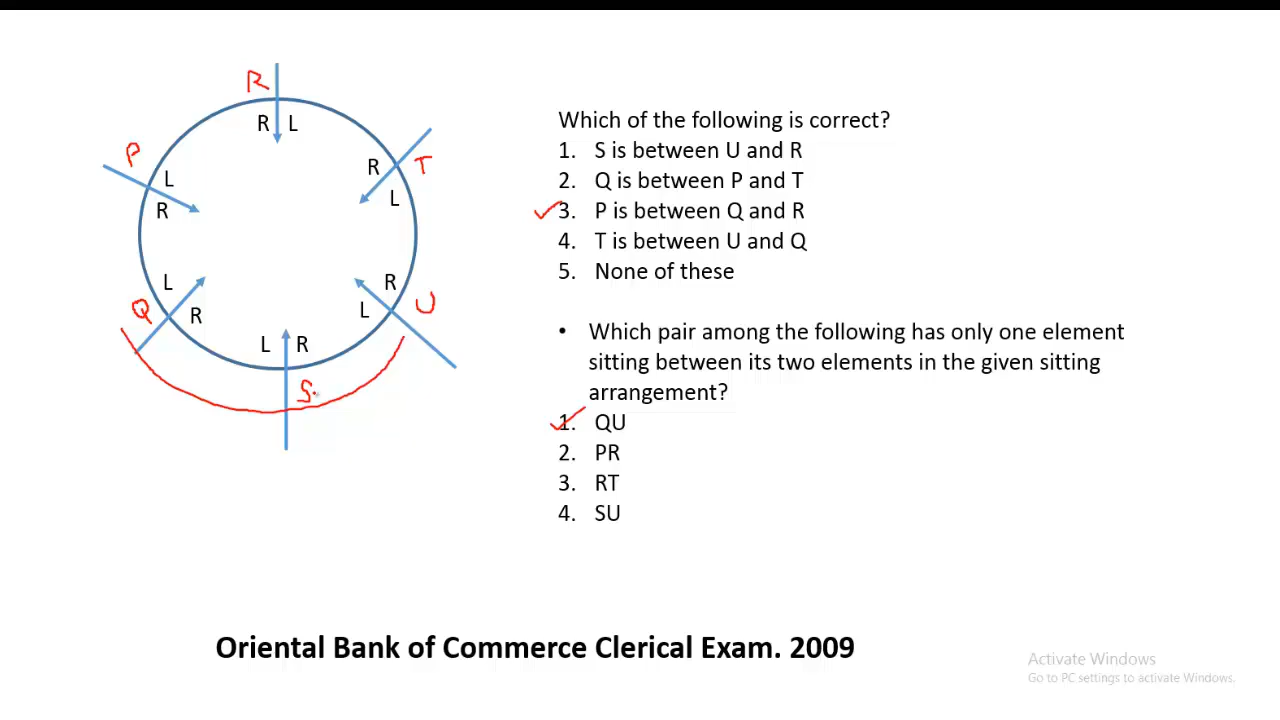 R
R L
P
R T
L
L
R
L R
Q R
L
U
L R
S
Which of the following is correct?
1. S is between U and R
2. Q is between P and T
3. P is between Q and R
4. T is between U and Q
5. None of these
• Which pair among the following has only one element
sitting between its two elements in the given sitting
arrangement?
1. QU
2. PR
3. RT
4. SU
Oriental Bank of Commerce Clerical Exam. 2009
Activate Windows
Go to PC settings to activate Windows.